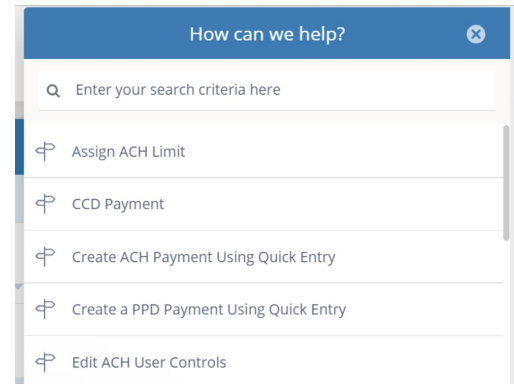 How can we help?
Enter your search criteria here
Assign ACH Limit
CCD Payment
Create ACH Payment Using Quick Entry
Create a PPD Payment Using Quick Entry
Edit ACH User Controls